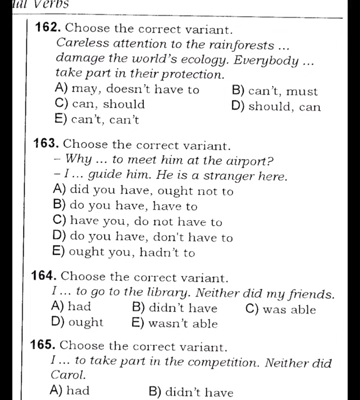 Verbs
162. Choose the correct variant.
Careless attention to the rainforests ...
damage the world's ecology. Everybody ...
take part in their protection.
A) may, doesn't have to B) can't, must
C) can, should D) should, can
E) can't, can't
163. Choose the correct variant.
– Why ... to meet him at the airport?
– I ... guide him. He is a stranger here.
A) did you have, ought not to
B) do you have, have to
C) have you, do not have to
D) do you have, don't have to
E) ought you, hadn't to
164. Choose the correct variant.
I ... to go to the library. Neither did my friends.
A) had B) didn't have C) was able
D) ought E) wasn't able
165. Choose the correct variant.
I ... to take part in the competition. Neither did
Carol.
A) had B) didn't have